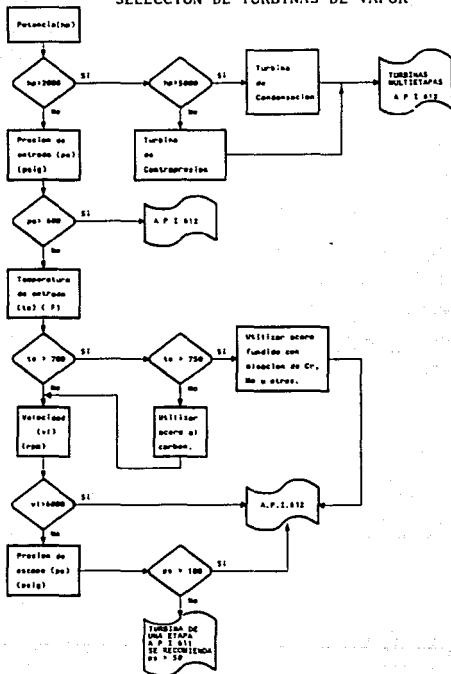 SELECCION DE TURBINAS DE VAPOR
Potencia(hp)
hp>2000
SI
hp>5000
SI
Turbina
de
Condensacion
TURBINAS
MULTIETAPAS
A P I 612
No
No
Presion de
entrada (pe)
(psig)
Turbina
de
Contrapresion
pe> 600
SI
A P I 612
No
Temperatura
de entrada
(te) ( F)
te > 700
SI
te > 750
SI
Utilizar acero
fundido con
aleacion de Cr,
Mo u otros.
No
No
Velocidad
(vi)
(rpm)
Utilizar
acero al
carbon.
vi>6000
SI
A.P.I.612
No
Presion de
escape (ps)
(psig)
ps > 100
SI
No
TURBINA DE
UNA ETAPA
A P I 611
SE RECOMIENDA
ps > 50